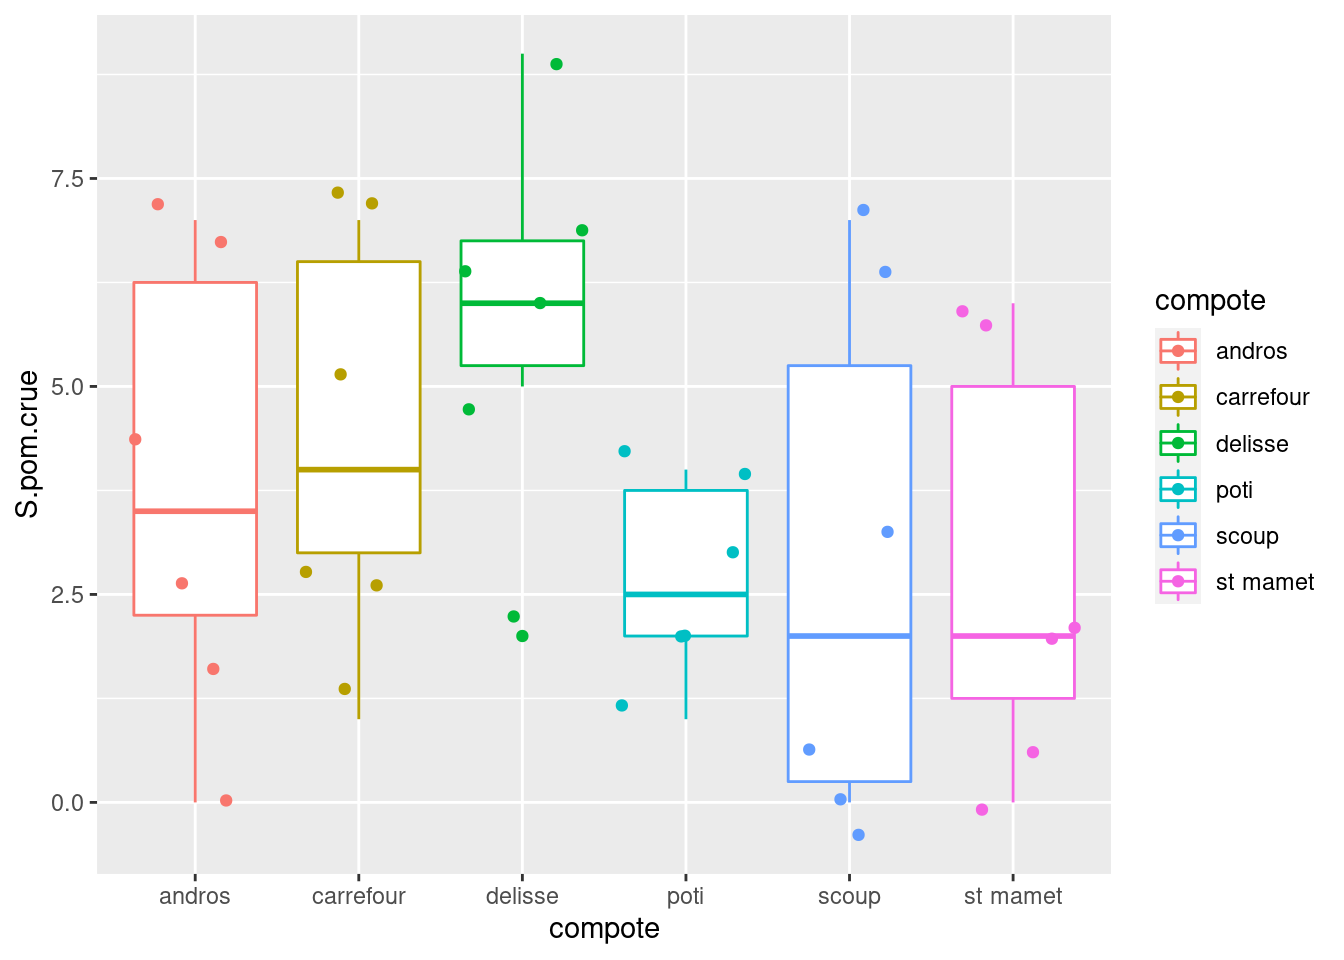 S.pom.crue
7.5
5.0
2.5
0.0
andros carrefour delisse poti scoup st mamet
compote
compote
andros
carrefour
delisse
poti
scoup
st mamet